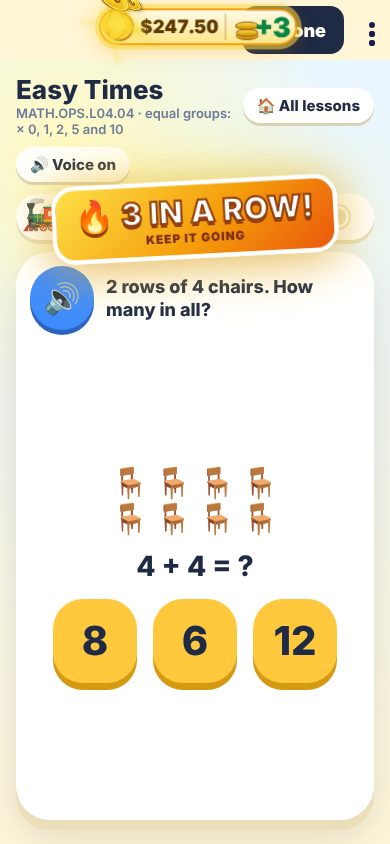 $247.50
+3
one
Easy Times
MATH.OPS.L04.04 · equal groups:
× 0, 1, 2, 5 and 10
All lessons
Voice on
3 IN A ROW!
KEEP IT GOING
2 rows of 4 chairs. How
many in all?
4 + 4 = ?
8 6 12